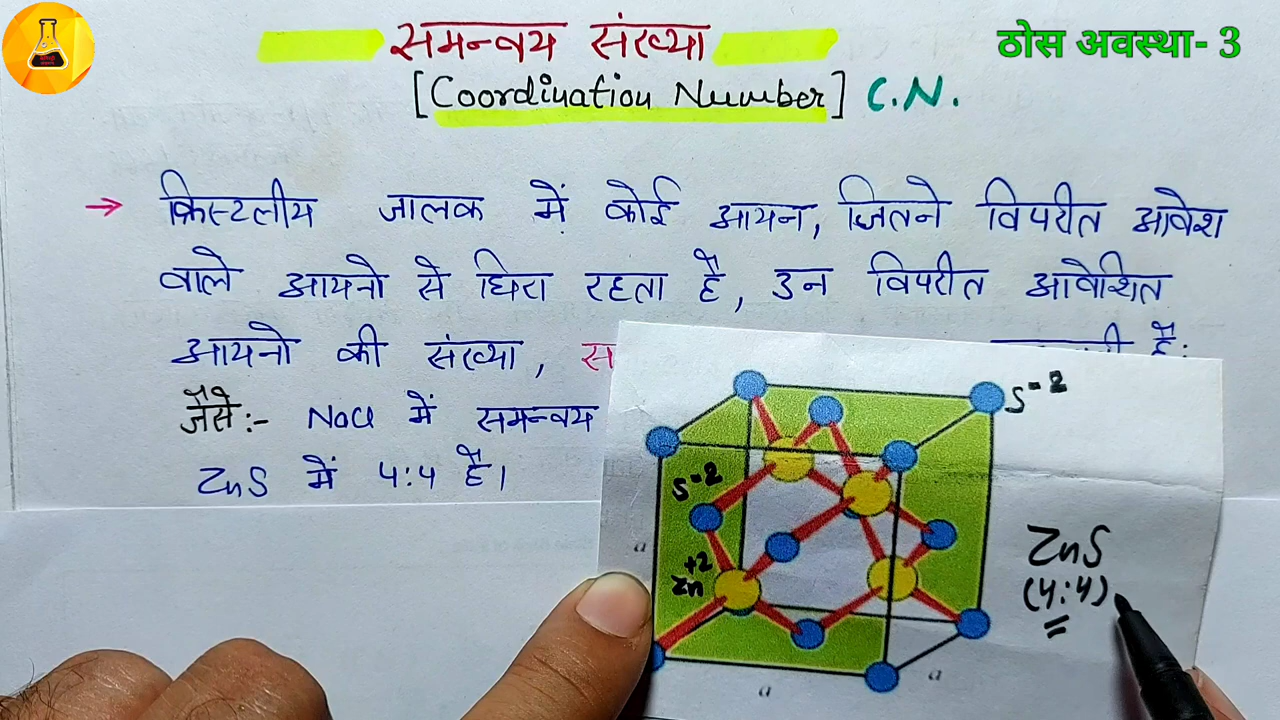 समन्वय संख्या
ठोस अवस्था- 3
[Coordination Number] C.N.
→ क्रिस्टलीय जालक में कोई आयन, जितने विपरीत आवेश
वाले आयनो से घिरा रहता है, उन विपरीत आवेशित
आयनो की संख्या, स है:
जैसे:- NaCl में समन्वय
ZnS में 4:4 है।
S⁻²
S⁻²
Zn⁺²
ZnS
(4:4)
a
a
a